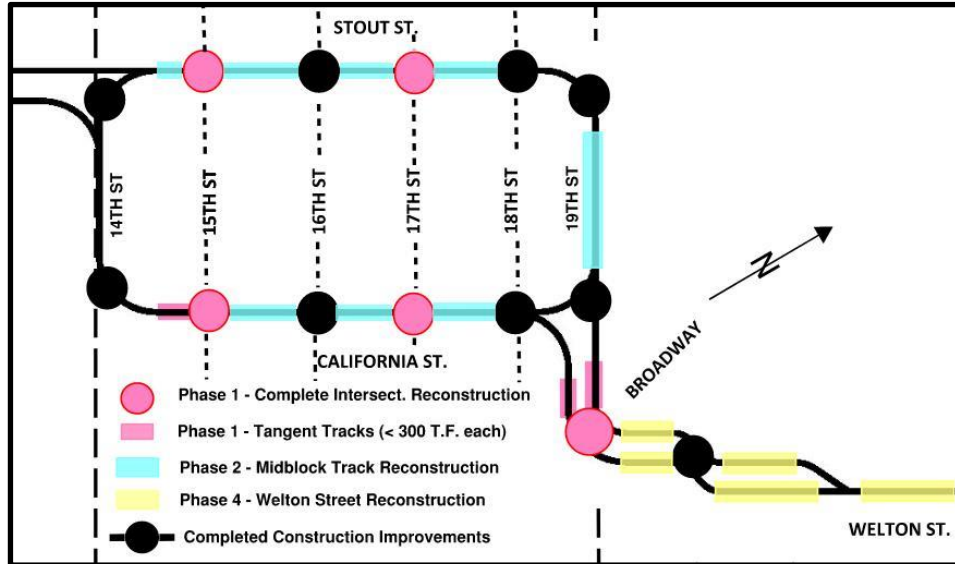 STOUT ST.
14TH ST
15TH ST
16TH ST
17TH ST
18TH ST
19TH ST
N
BROADWAY
CALIFORNIA ST.
Phase 1 - Complete Intersect. Reconstruction
Phase 1 - Tangent Tracks (< 300 T.F. each)
Phase 2 - Midblock Track Reconstruction
Phase 4 - Welton Street Reconstruction
Completed Construction Improvements
WELTON ST.